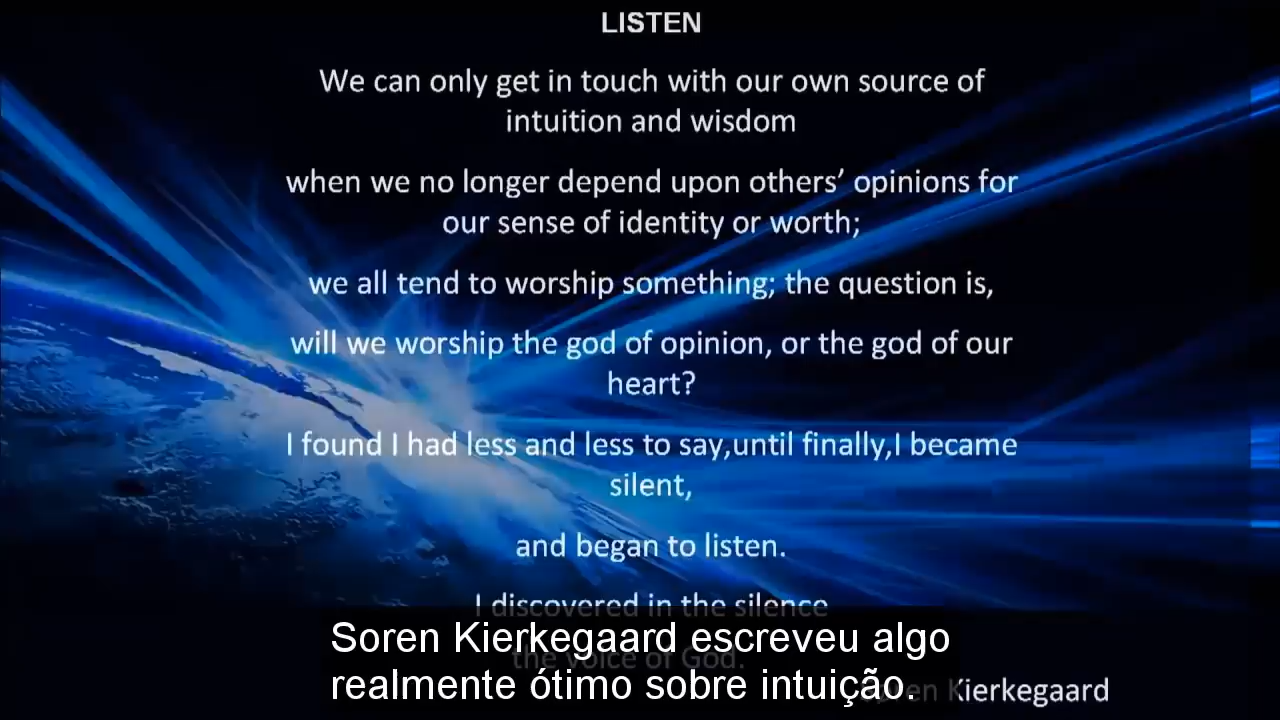 LISTEN
We can only get in touch with our own source of
intuition and wisdom
when we no longer depend upon others’ opinions for
our sense of identity or worth;
we all tend to worship something; the question is,
will we worship the god of opinion, or the god of our
heart?
I found I had less and less to say,until finally,I became
silent,
and began to listen.
I discovered in the silence
the voice of God.
Soren Kierkegaard escreveu algo
realmente ótimo sobre intuição.
Kierkegaard